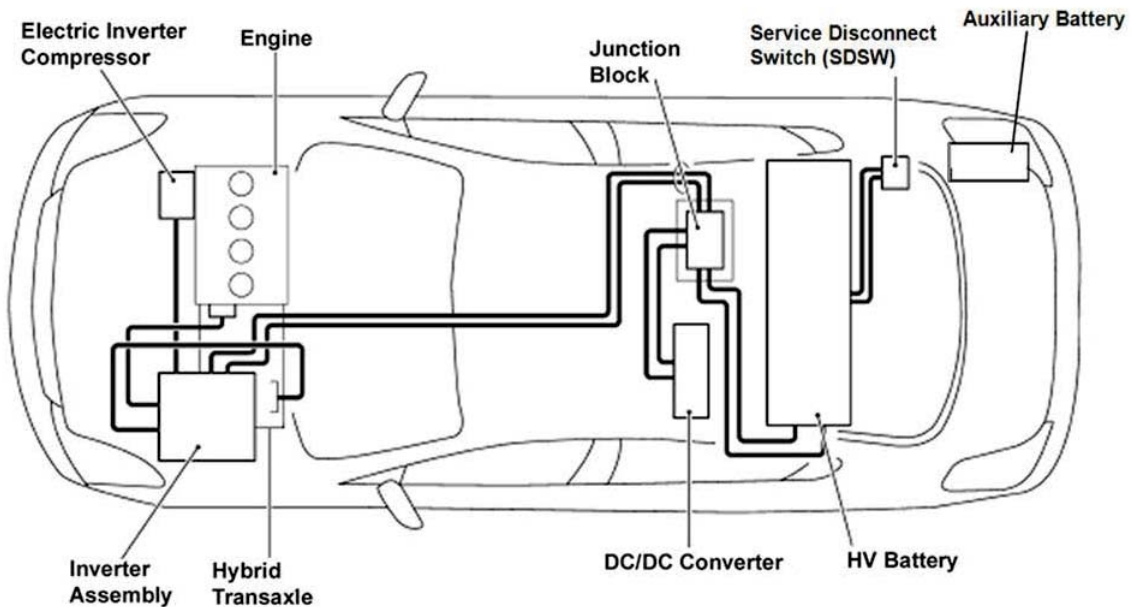 Electric Inverter
Compressor
Engine
Junction
Block
Service Disconnect
Switch (SDSW)
Auxiliary Battery
Inverter
Assembly
Hybrid
Transaxle
DC/DC Converter
HV Battery